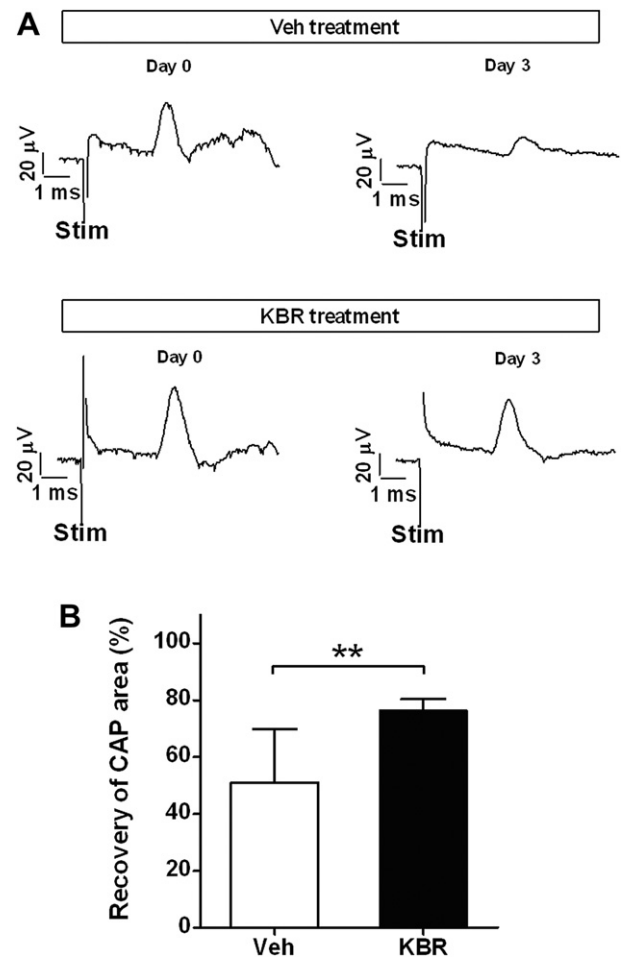 A
Veh treatment
Day 0
Day 3
20 µV
1 ms
Stim
20 µV
1 ms
Stim
KBR treatment
Day 0
Day 3
20 µV
1 ms
Stim
20 µV
1 ms
Stim
B
Recovery of CAP area (%)
100
80
60
40
20
0
**
Veh
KBR